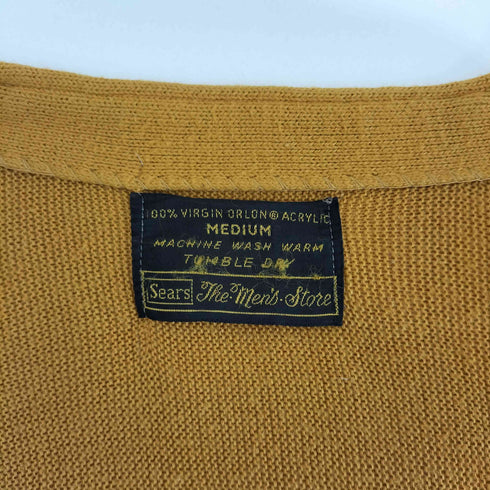 100% VIRGIN ORLON® ACRYLIC
MEDIUM
MACHINE WASH WARM
TUMBLE DRY
Sears The Men's Store